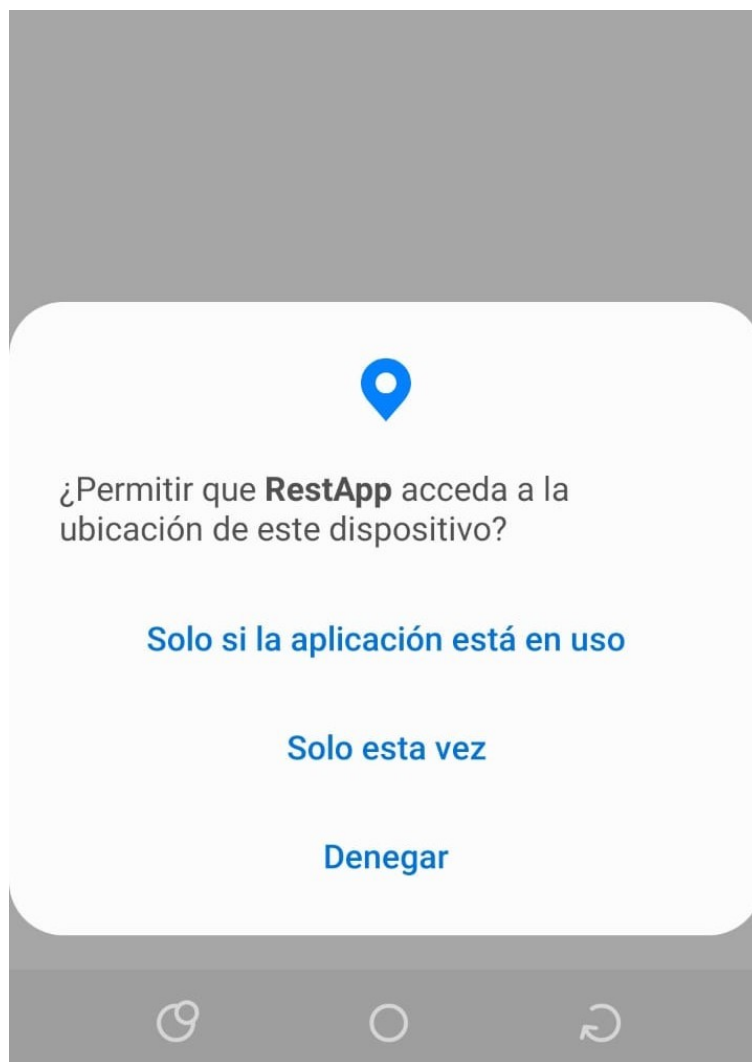 ¿Permitir que RestApp acceda a la
ubicación de este dispositivo?
Solo si la aplicación está en uso
Solo esta vez
Denegar